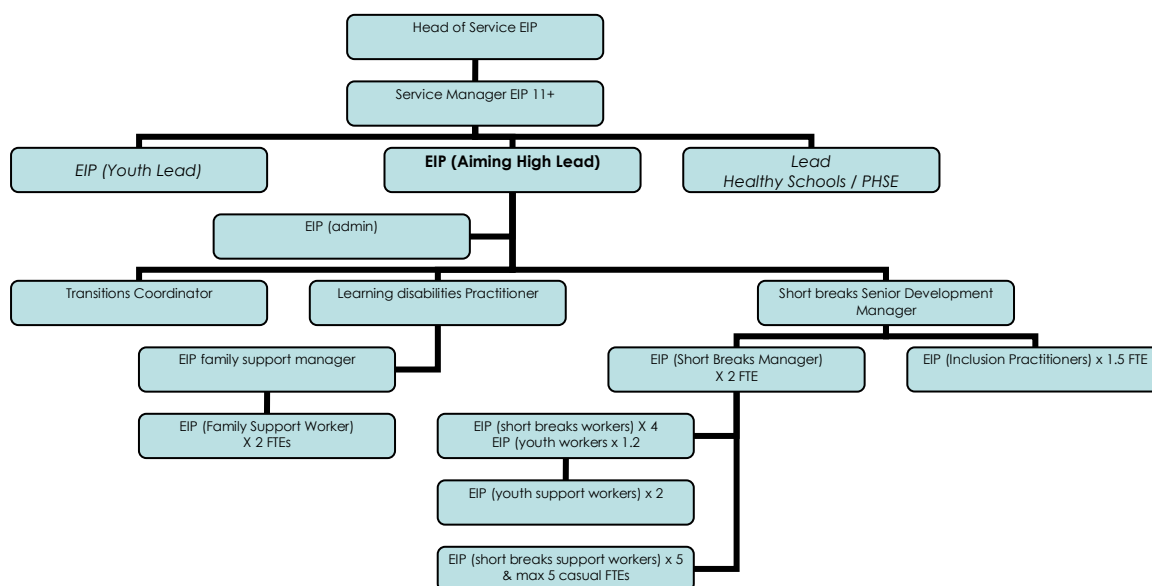 Head of Service EIP
Service Manager EIP 11+
EIP (Youth Lead)
EIP (Aiming High Lead)
Lead
Healthy Schools / PHSE
EIP (admin)
Transitions Coordinator
Learning disabilities Practitioner
Short breaks Senior Development
Manager
EIP family support manager
EIP (Short Breaks Manager)
X 2 FTE
EIP (Inclusion Practitioners) x 1.5 FTE
EIP (Family Support Worker)
X 2 FTEs
EIP (short breaks workers) X 4
EIP (youth workers x 1.2
EIP (youth support workers) x 2
EIP (short breaks support workers) x 5
& max 5 casual FTEs